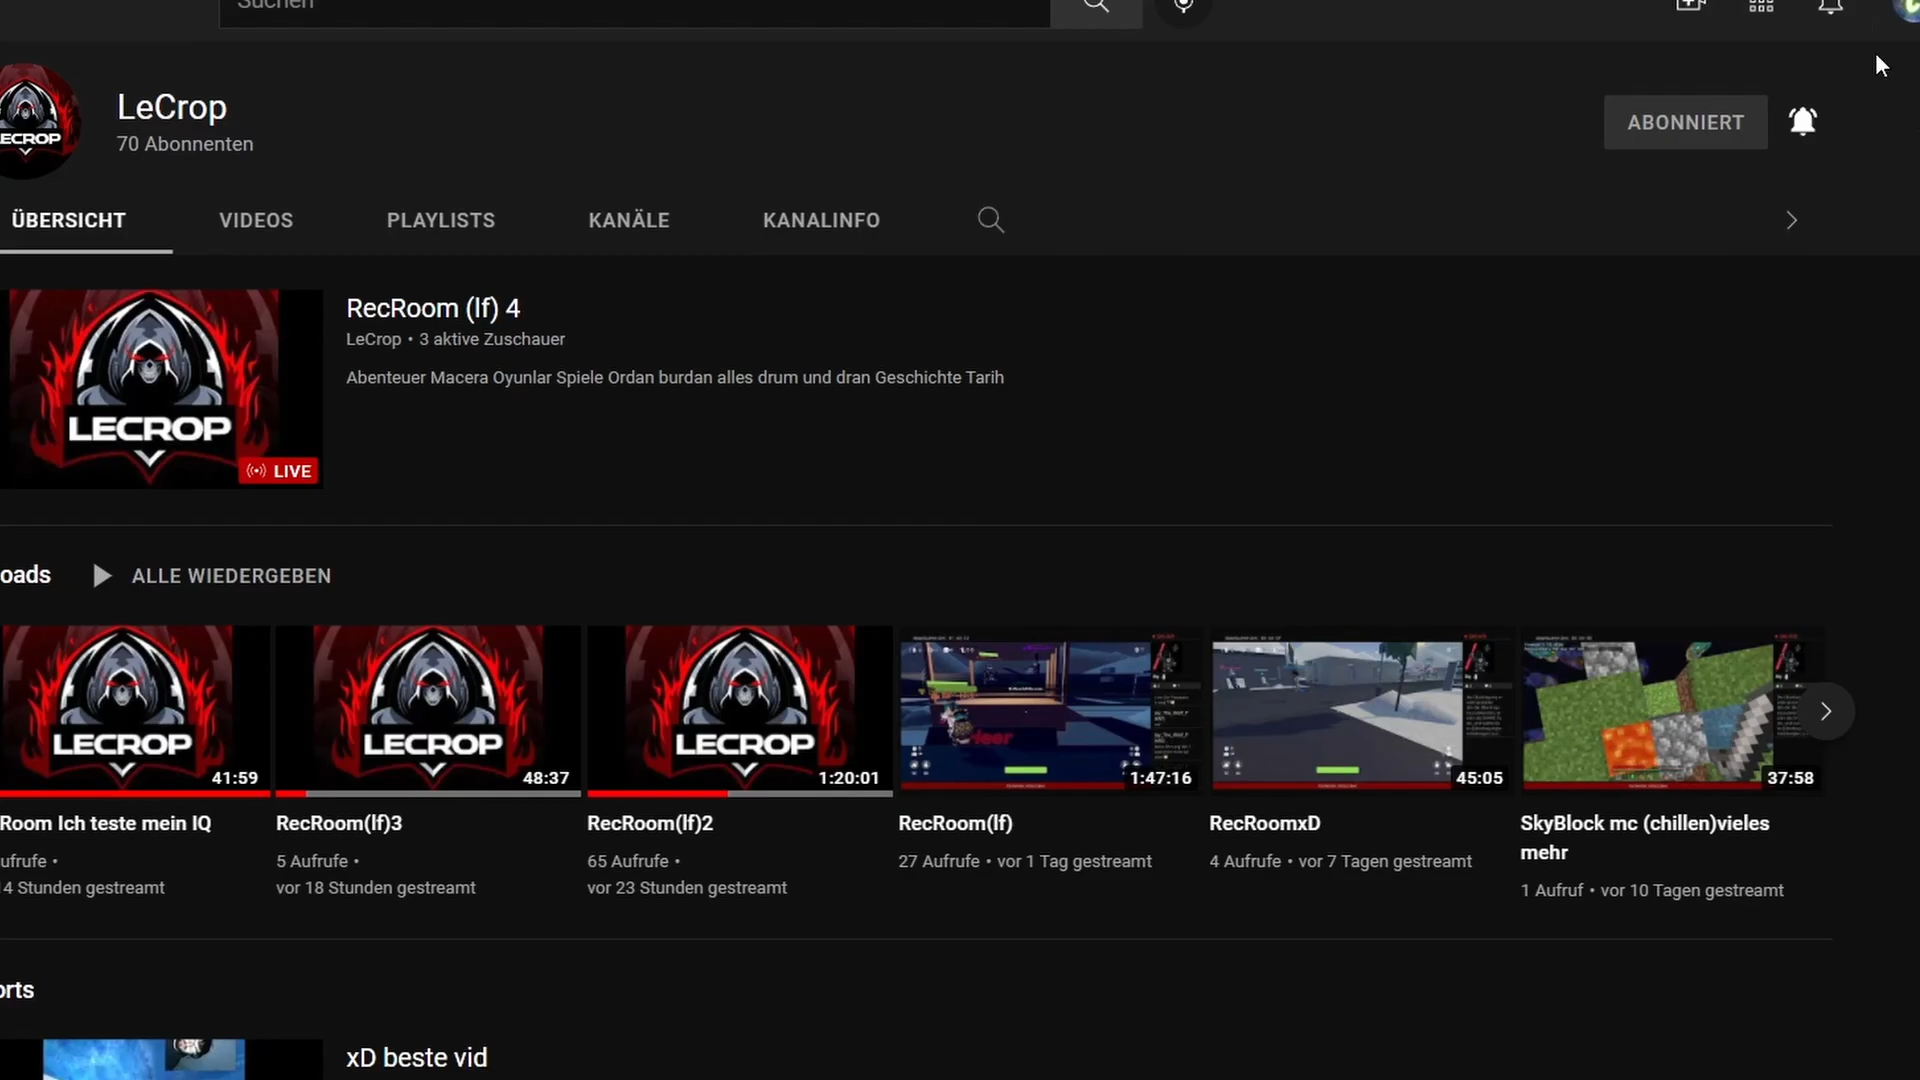 Suchen
LeCrop
70 Abonnenten
ABONNIERT
ECROP
ÜBERSICHT
VIDEOS
PLAYLISTS
KANÄLE
KANALINFO
RecRoom (lf) 4
LeCrop • 3 aktive Zuschauer
Abenteuer Macera Oyunlar Spiele Ordan burdan alles drum und dran Geschichte Tarih
LECROP
LIVE
oads
ALLE WIEDERGEBEN
LECROP
41:59
LECROP
48:37
LECROP
1:20:01
1:47:16
45:05
37:58
Room Ich teste mein IQ
ufrufe •
14 Stunden gestreamt
RecRoom(lf)3
5 Aufrufe •
vor 18 Stunden gestreamt
RecRoom(lf)2
65 Aufrufe •
vor 23 Stunden gestreamt
RecRoom(lf)
27 Aufrufe • vor 1 Tag gestreamt
RecRoomxD
4 Aufrufe • vor 7 Tagen gestreamt
SkyBlock mc (chillen)vieles
mehr
1 Aufruf • vor 10 Tagen gestreamt
orts
xD beste vid